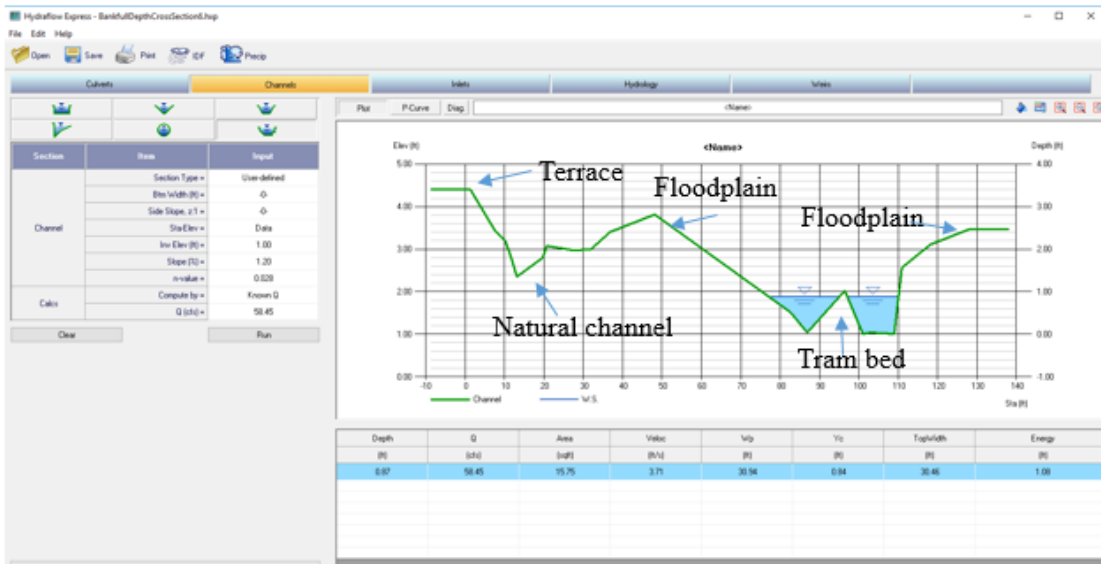 Hydraflow Express - BankfullDepthCrossSection6.hxp
File Edit Help
Open Save Print IDF Precip
Culverts Channels Inlets Hydrology Weirs
Plot P-Curve Diag <Name>
Section Item Input
Channel
Section Type = User-defined
Btm Width (ft) = -0-
Side Slope, z:1 = -0-
Sta-Elev = Data
Inv Elev (ft) = 1.00
Slope (%) = 1.20
n-value = 0.028
Calcs
Compute by = Known Q
Q (cfs) = 58.45
Clear Run
Elev (ft) <Name> Depth (ft)
5.00 4.00
Terrace
Floodplain
Floodplain
4.00 3.00
3.00 2.00
2.00 1.00
Natural channel
1.00 0.00
Tram bed
0.00 -1.00
-10 0 10 20 30 40 50 60 70 80 90 100 110 120 130 140
Channel W.S. Sta (ft)
Depth Q Area Veloc Wp Yc TopWidth Energy
(ft) (cfs) (sqft) (ft/s) (ft) (ft) (ft) (ft)
0.87 58.45 15.75 3.71 30.94 0.84 30.46 1.08